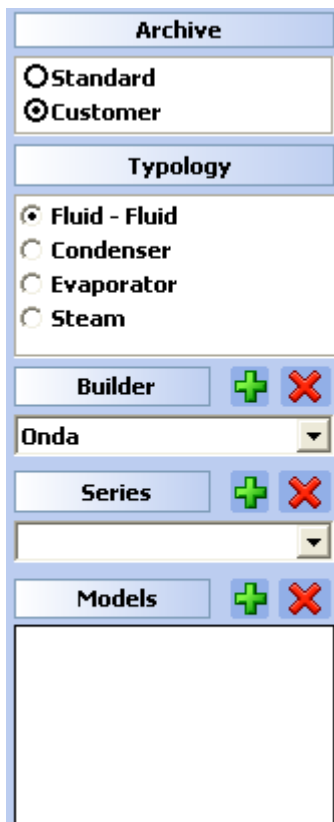 Archive
Standard
Customer
Typology
Fluid - Fluid
Condenser
Evaporator
Steam
Builder
Onda
Series
Models